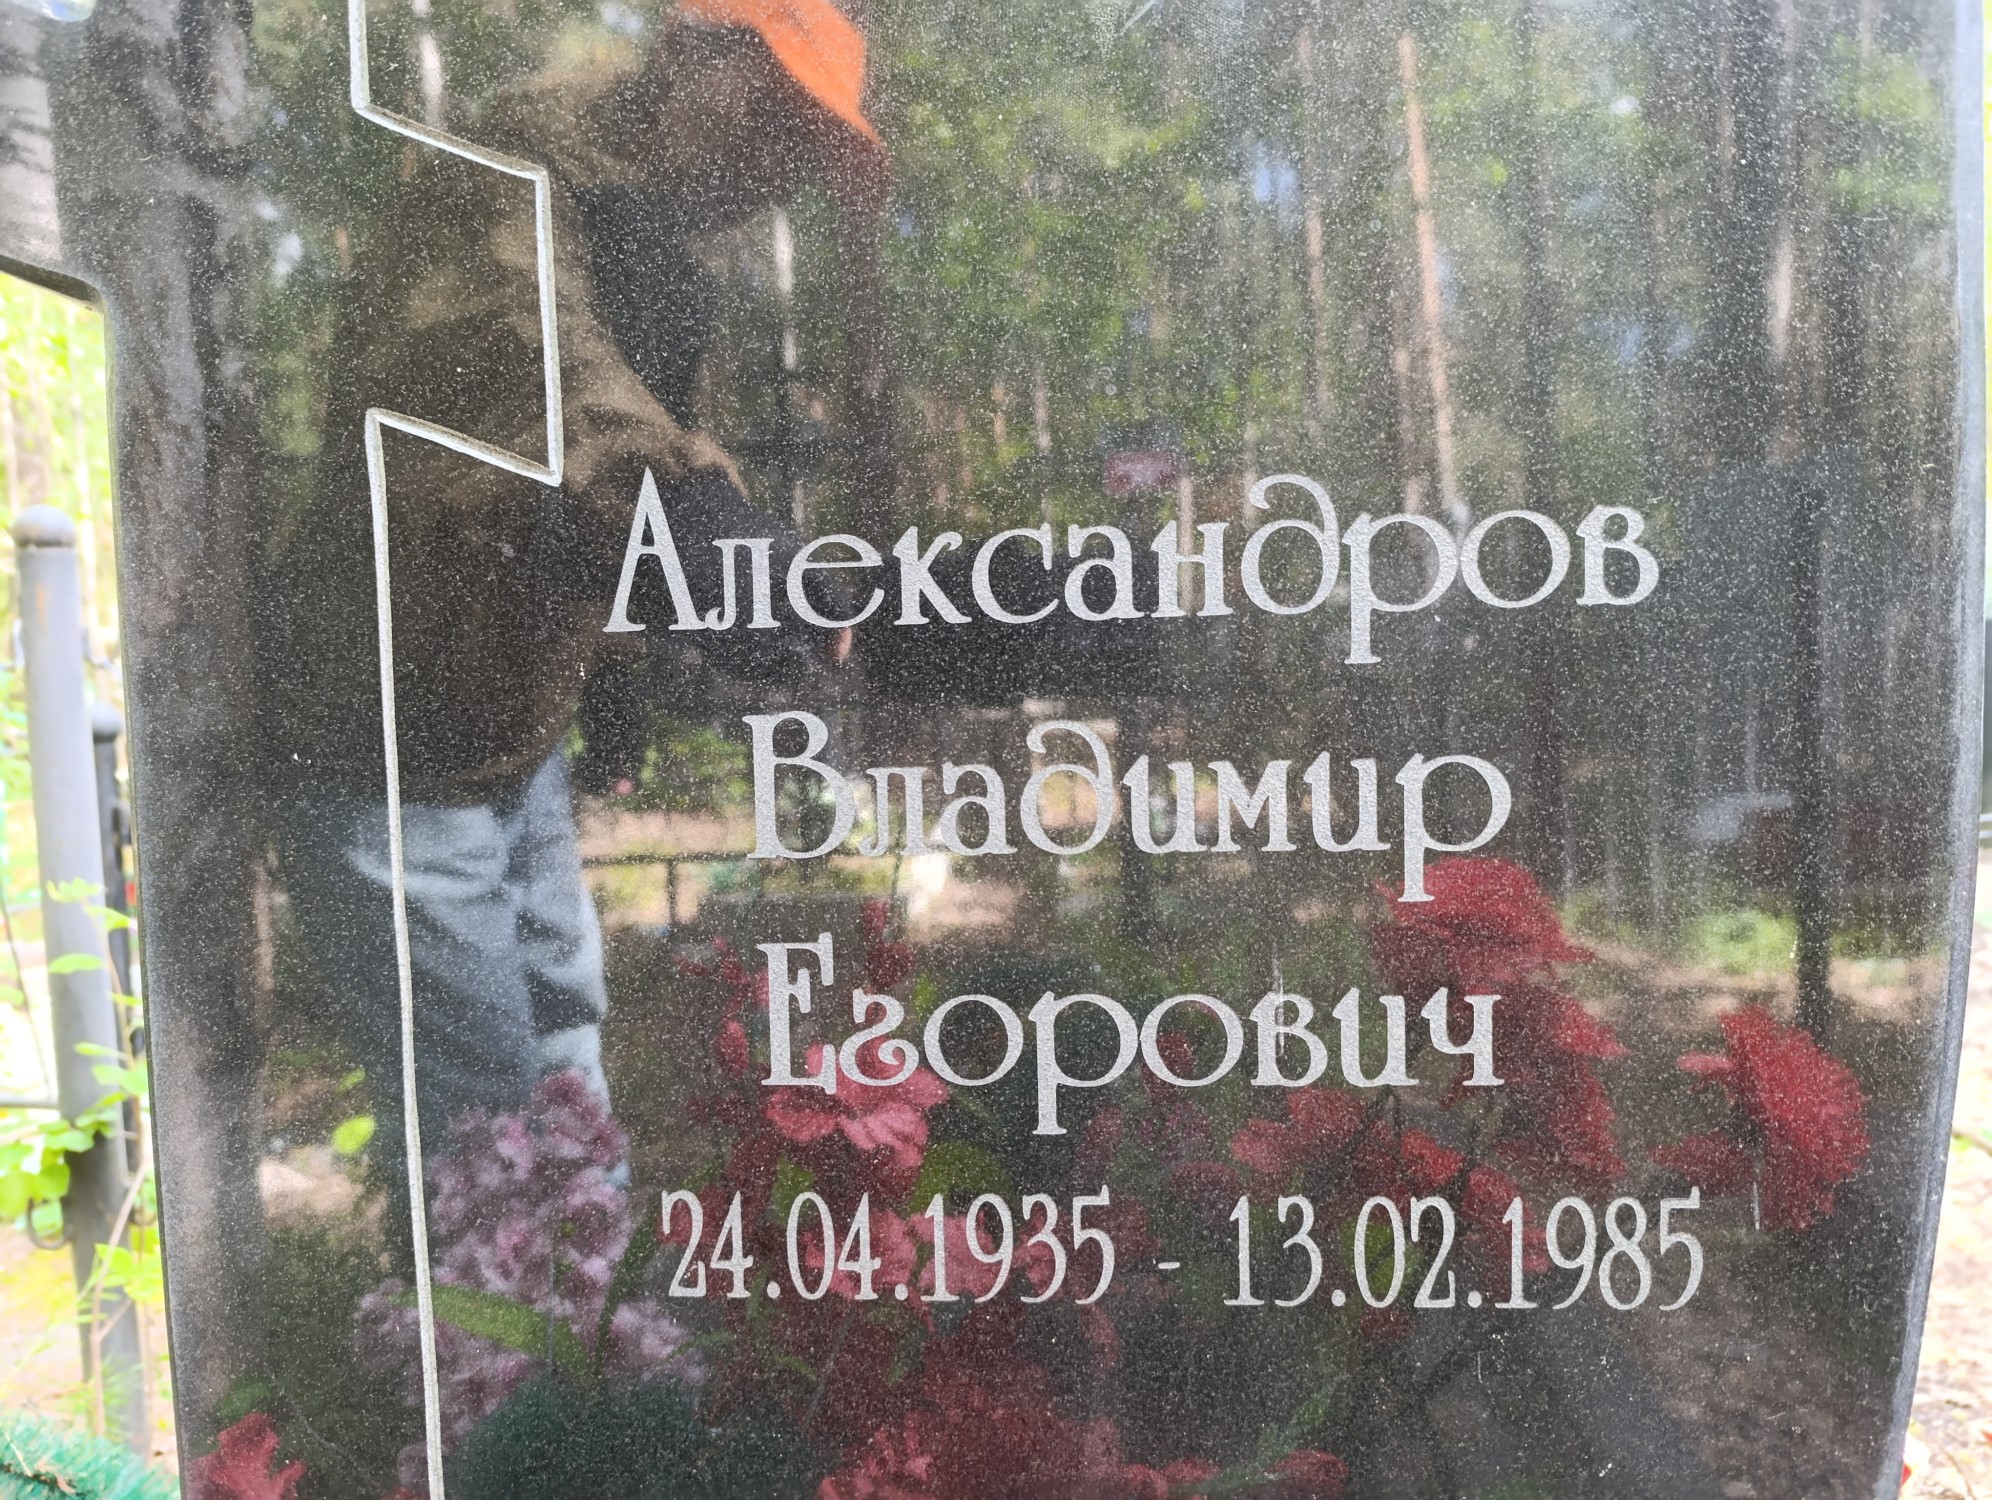 Александров
Владимир
Егорович
24.04.1935 - 13.02.1985